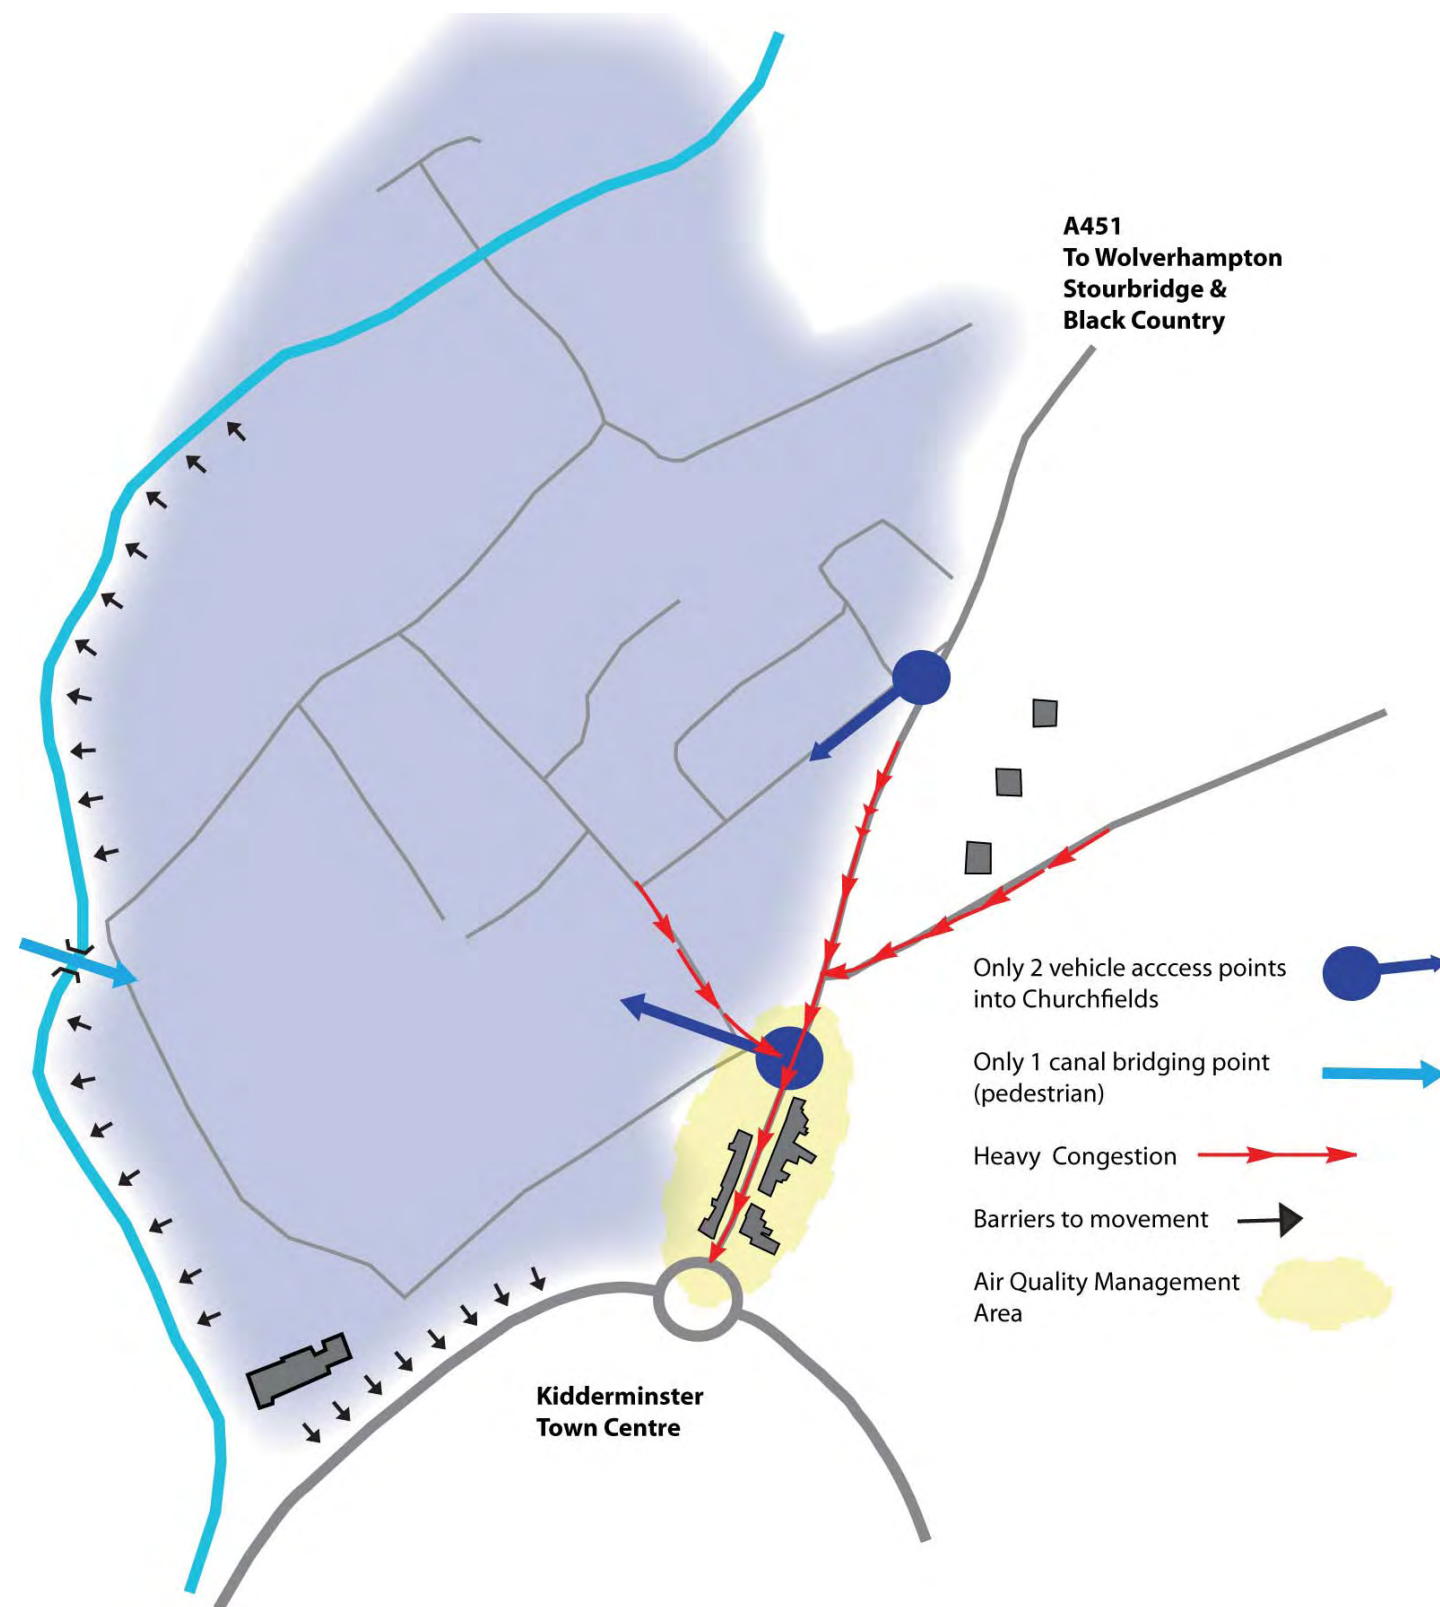 A451
To Wolverhampton
Stourbridge &
Black Country
Only 2 vehicle acccess points
into Churchfields
Only 1 canal bridging point
(pedestrian)
Heavy Congestion
Barriers to movement
Air Quality Management
Area
Kidderminster
Town Centre